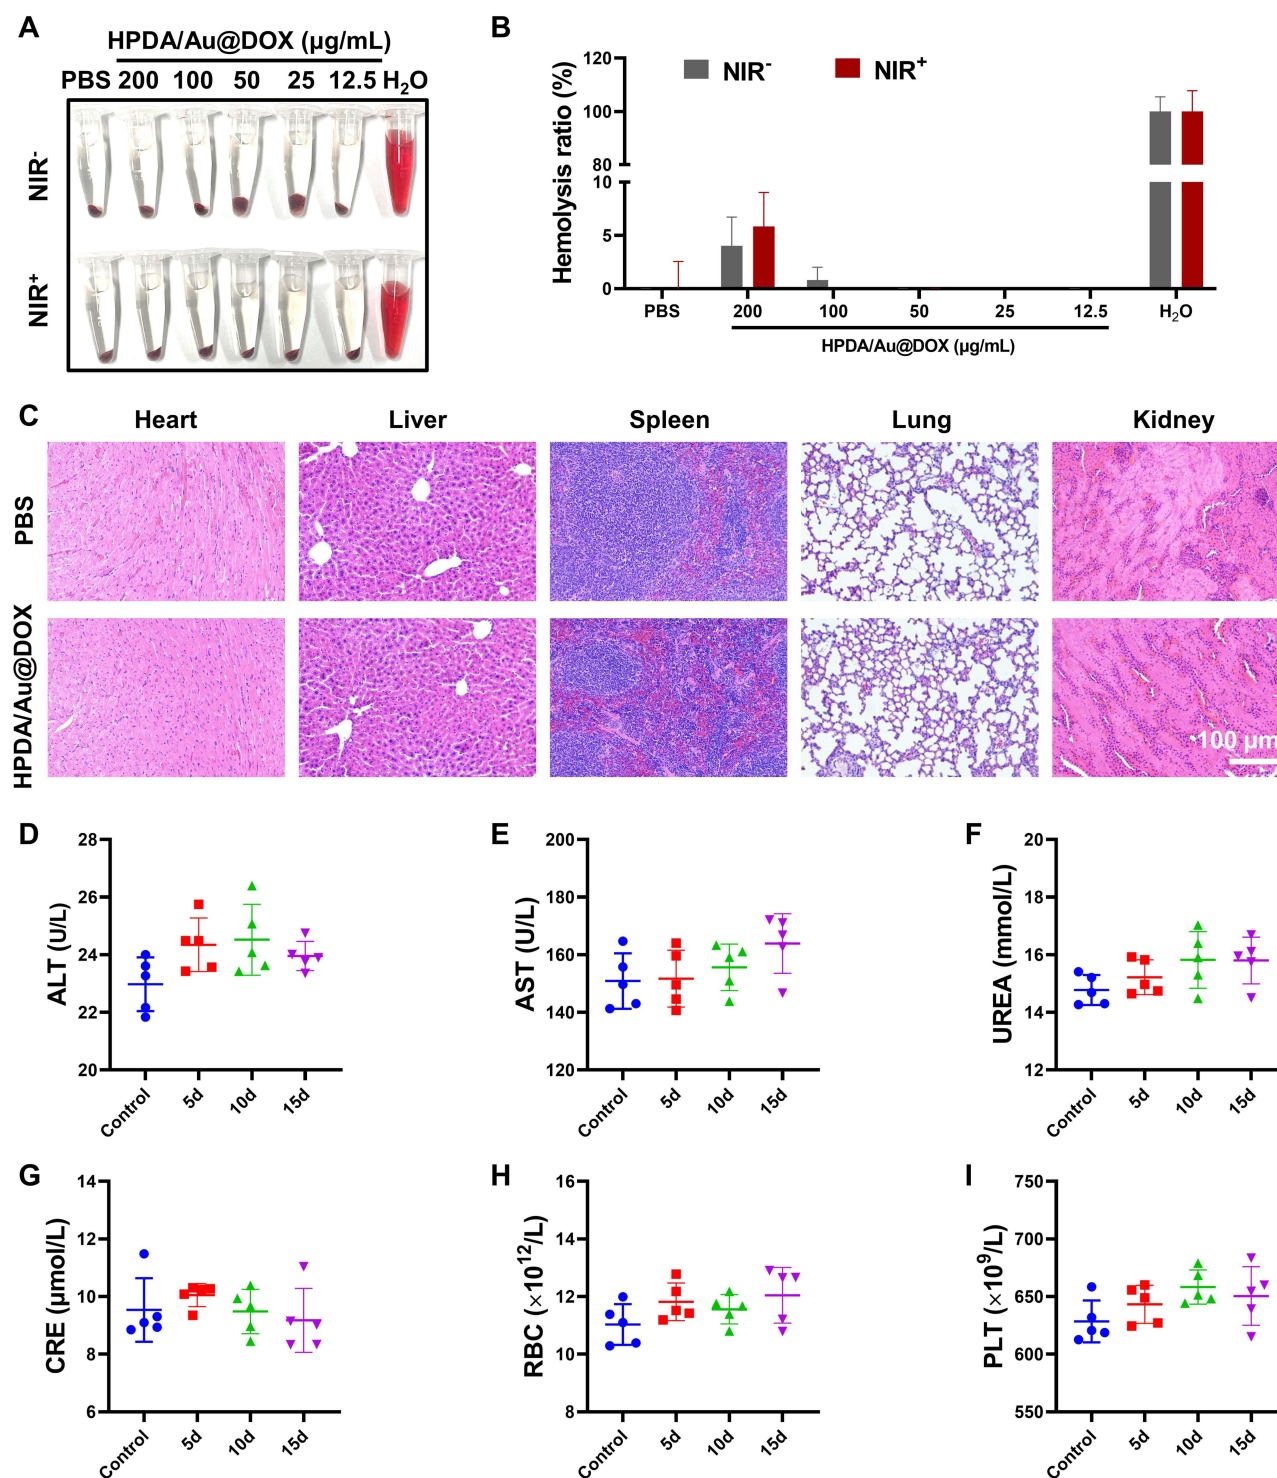 A
HPDA/Au@DOX (μg/mL)
PBS 200 100 50 25 12.5 H₂O
NIR⁻
NIR⁺
B
Hemolysis ratio (%)
NIR⁻ NIR⁺
120
100
80
10
5
0
PBS 200 100 50 25 12.5 H₂O
HPDA/Au@DOX (μg/mL)
C
Heart Liver Spleen Lung Kidney
PBS
HPDA/Au@DOX
100 μm
D
ALT (U/L)
28
26
24
22
20
Control 5d 10d 15d
E
AST (U/L)
200
180
160
140
120
Control 5d 10d 15d
F
UREA (mmol/L)
20
18
16
14
12
Control 5d 10d 15d
G
CRE (μmol/L)
14
12
10
8
6
Control 5d 10d 15d
H
RBC (×10¹²/L)
16
14
12
10
8
Control 5d 10d 15d
I
PLT (×10⁹/L)
750
700
650
600
550
Control 5d 10d 15d